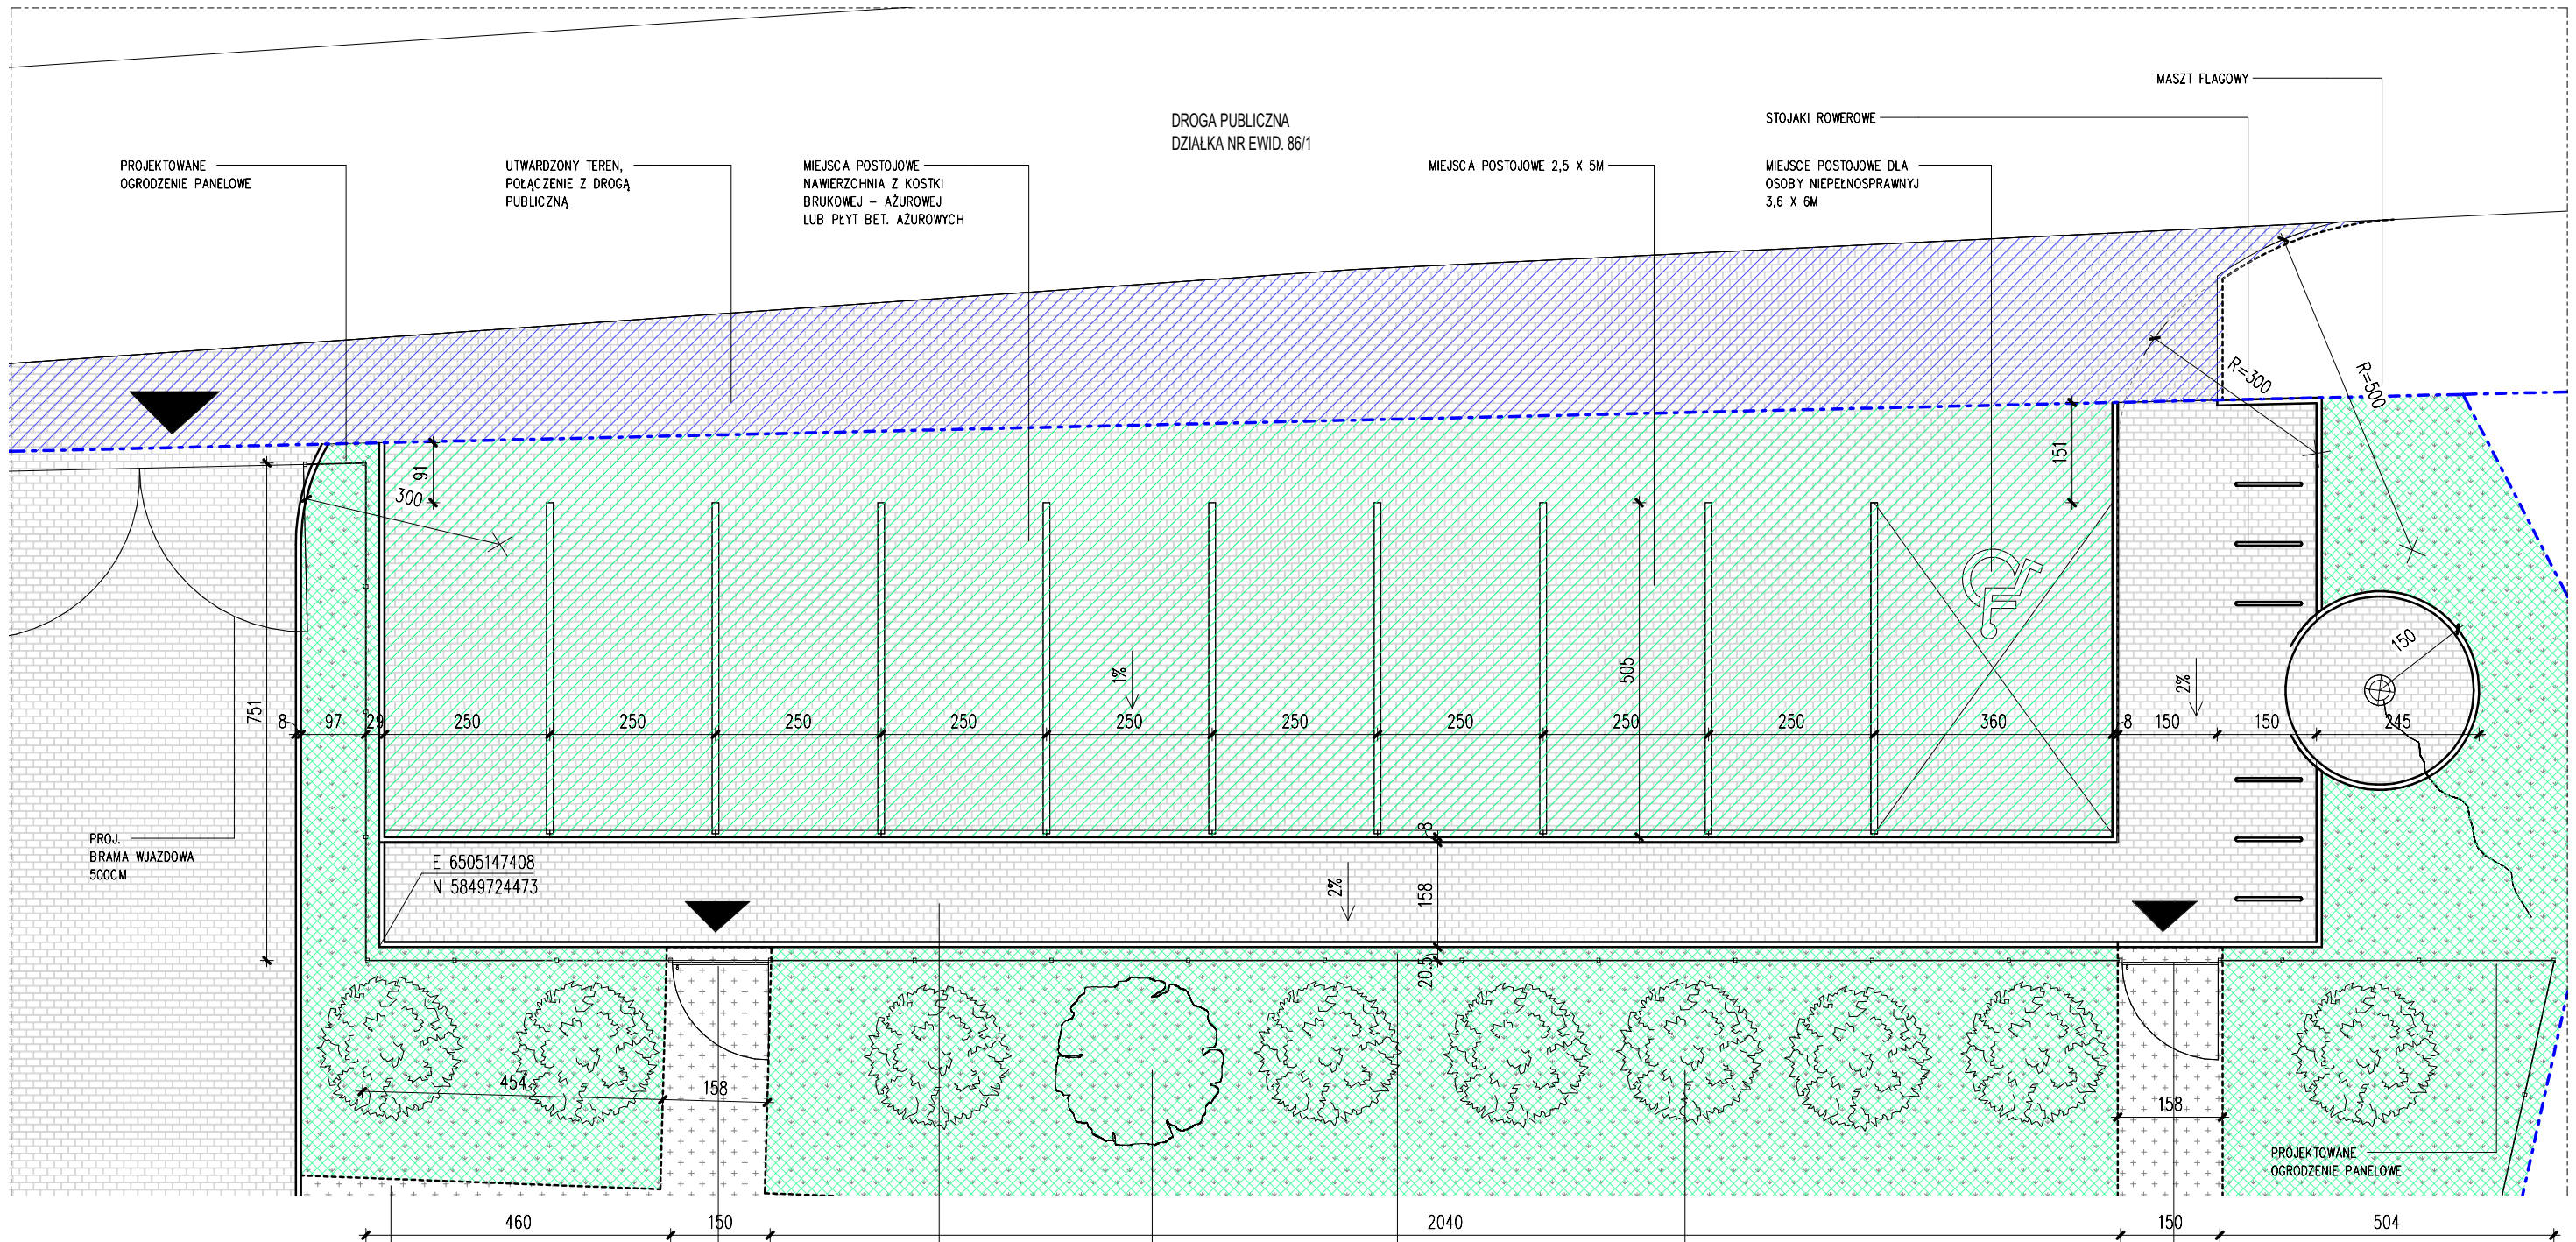 MASZT FLAGOWY
DROGA PUBLICZNA
DZIAŁKA NR EWID. 86/1
STOJAKI ROWEROWE
PROJEKTOWANE
OGRODZENIE PANELOWE
UTWARDZONY TEREN,
POŁĄCZENIE Z DROGĄ
PUBLICZNĄ
MIEJSCA POSTOJOWE
NAWIERZCHNIA Z KOSTKI
BRUKOWEJ – AŻUROWEJ
LUB PŁYT BET. AŻUROWYCH
MIEJSCA POSTOJOWE 2,5 X 5M
MIEJSCE POSTOJOWE DLA
OSOBY NIEPEŁNOSPRAWNYJ
3,6 X 6M
R=300
R=500
91
300
151
150
1%
505
2%
751
8
97
29
250
250
250
250
250
250
250
250
250
360
8
150
150
245
PROJ.
BRAMA WJAZDOWA
500CM
8
E 6505147408
N 5849724473
2%
158
20.5
454
158
158
PROJEKTOWANE
OGRODZENIE PANELOWE
460
150
2040
150
504